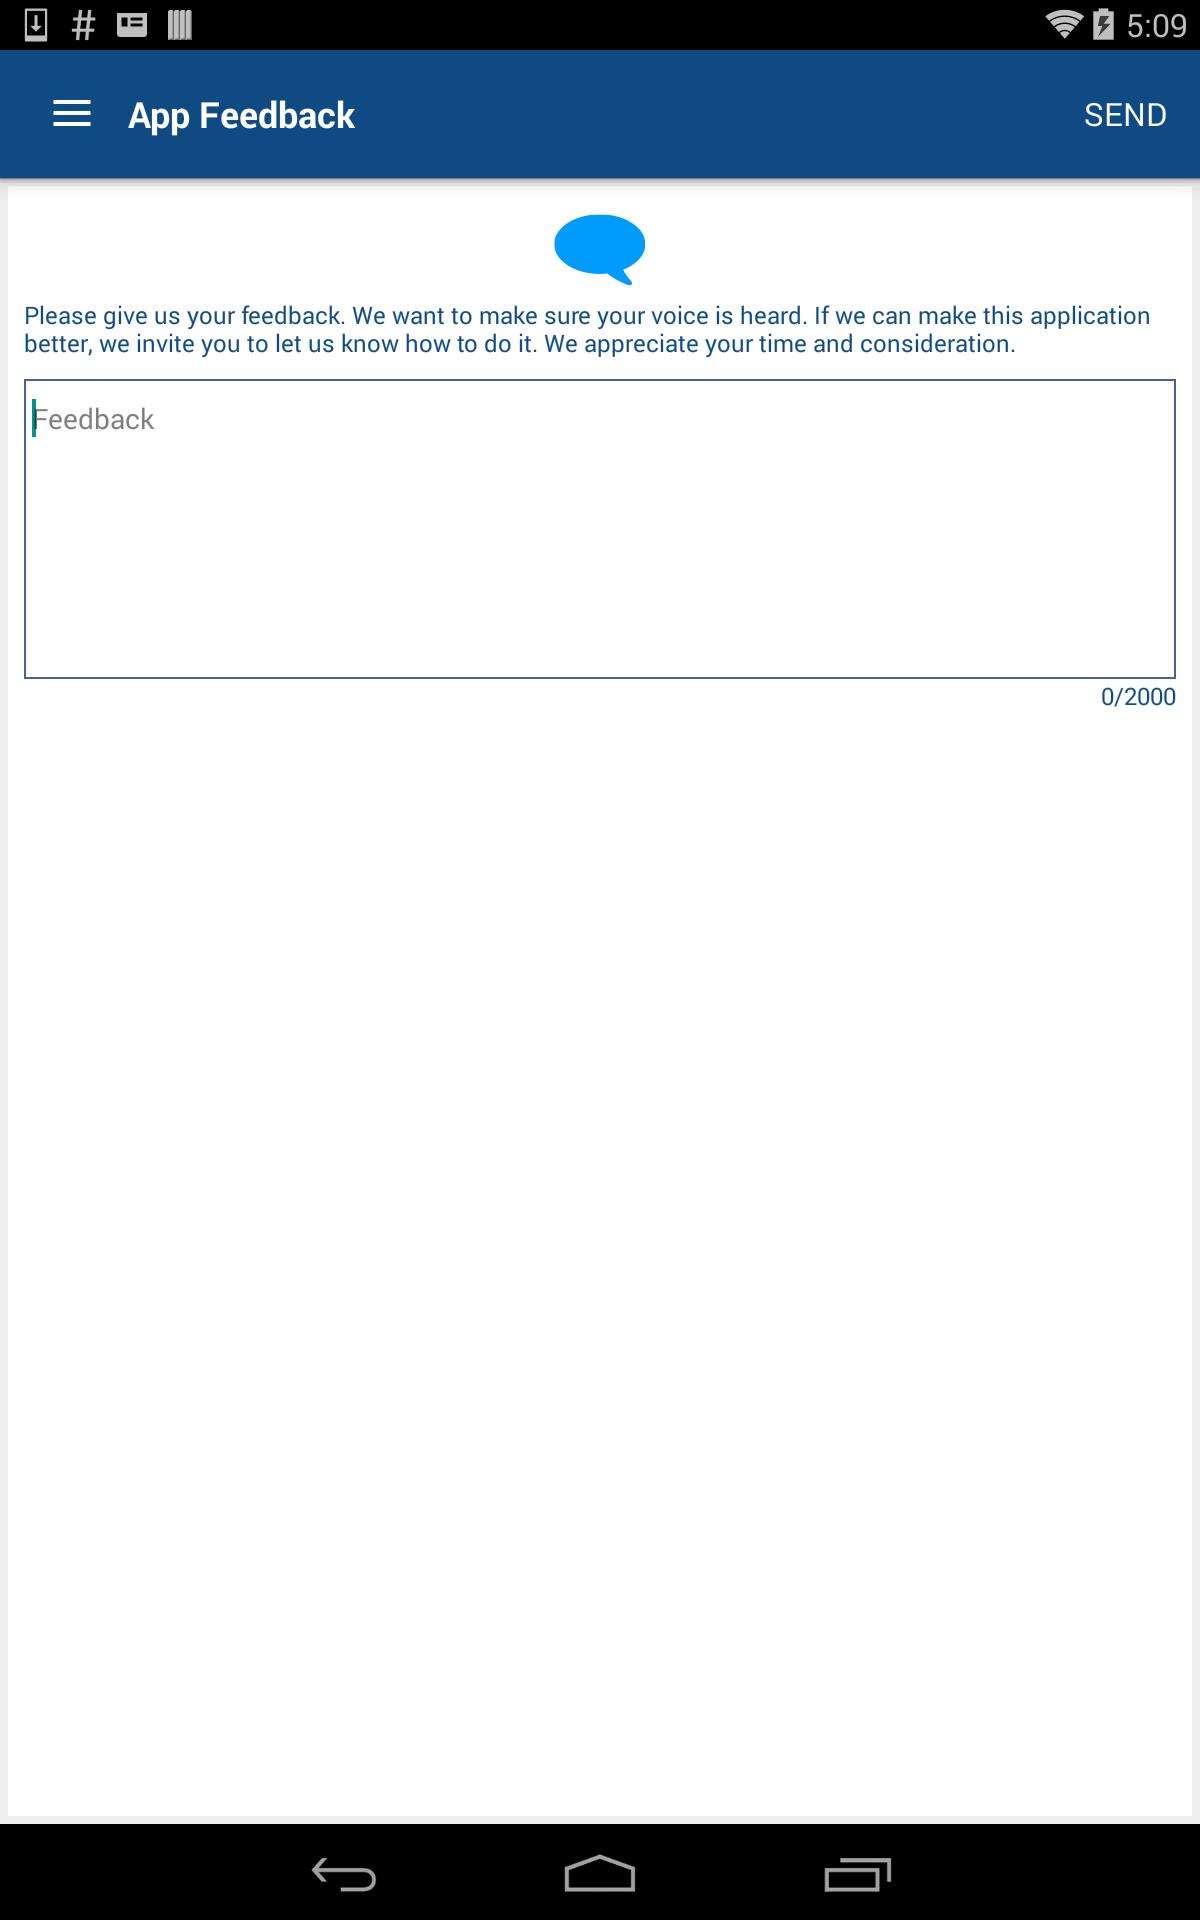 5:09
App Feedback
SEND
Please give us your feedback. We want to make sure your voice is heard. If we can make this application
better, we invite you to let us know how to do it. We appreciate your time and consideration.
Feedback
0/2000